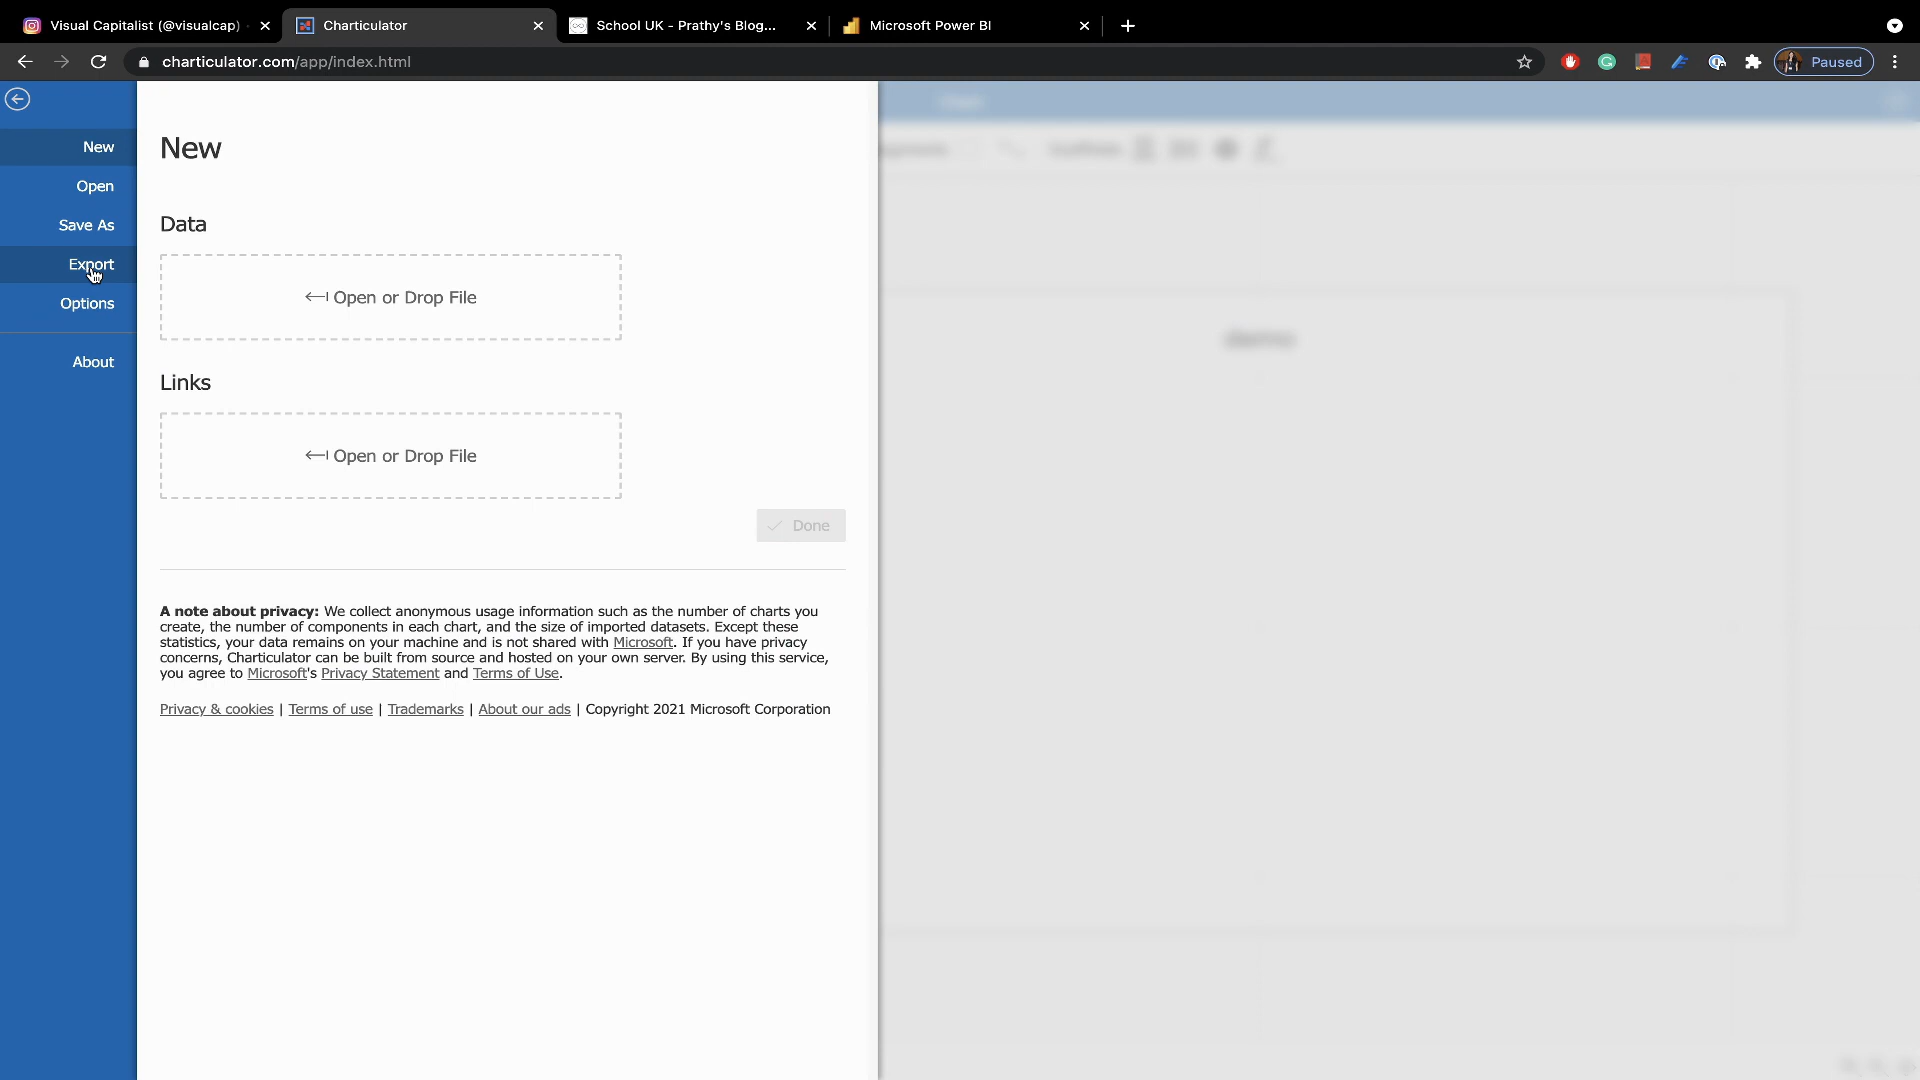 Visual Capitalist (@visualcap)
Charticulator
School UK - Prathy's Blog...
Microsoft Power BI
charticulator.com/app/index.html
Paused
New
Open
Save As
Export
Options
About
New
Data
Open or Drop File
Links
Open or Drop File
Done
A note about privacy: We collect anonymous usage information such as the number of charts you
create, the number of components in each chart, and the size of imported datasets. Except these
statistics, your data remains on your machine and is not shared with Microsoft. If you have privacy
concerns, Charticulator can be built from source and hosted on your own server. By using this service,
you agree to Microsoft's Privacy Statement and Terms of Use.
Privacy & cookies | Terms of use | Trademarks | About our ads | Copyright 2021 Microsoft Corporation
demo